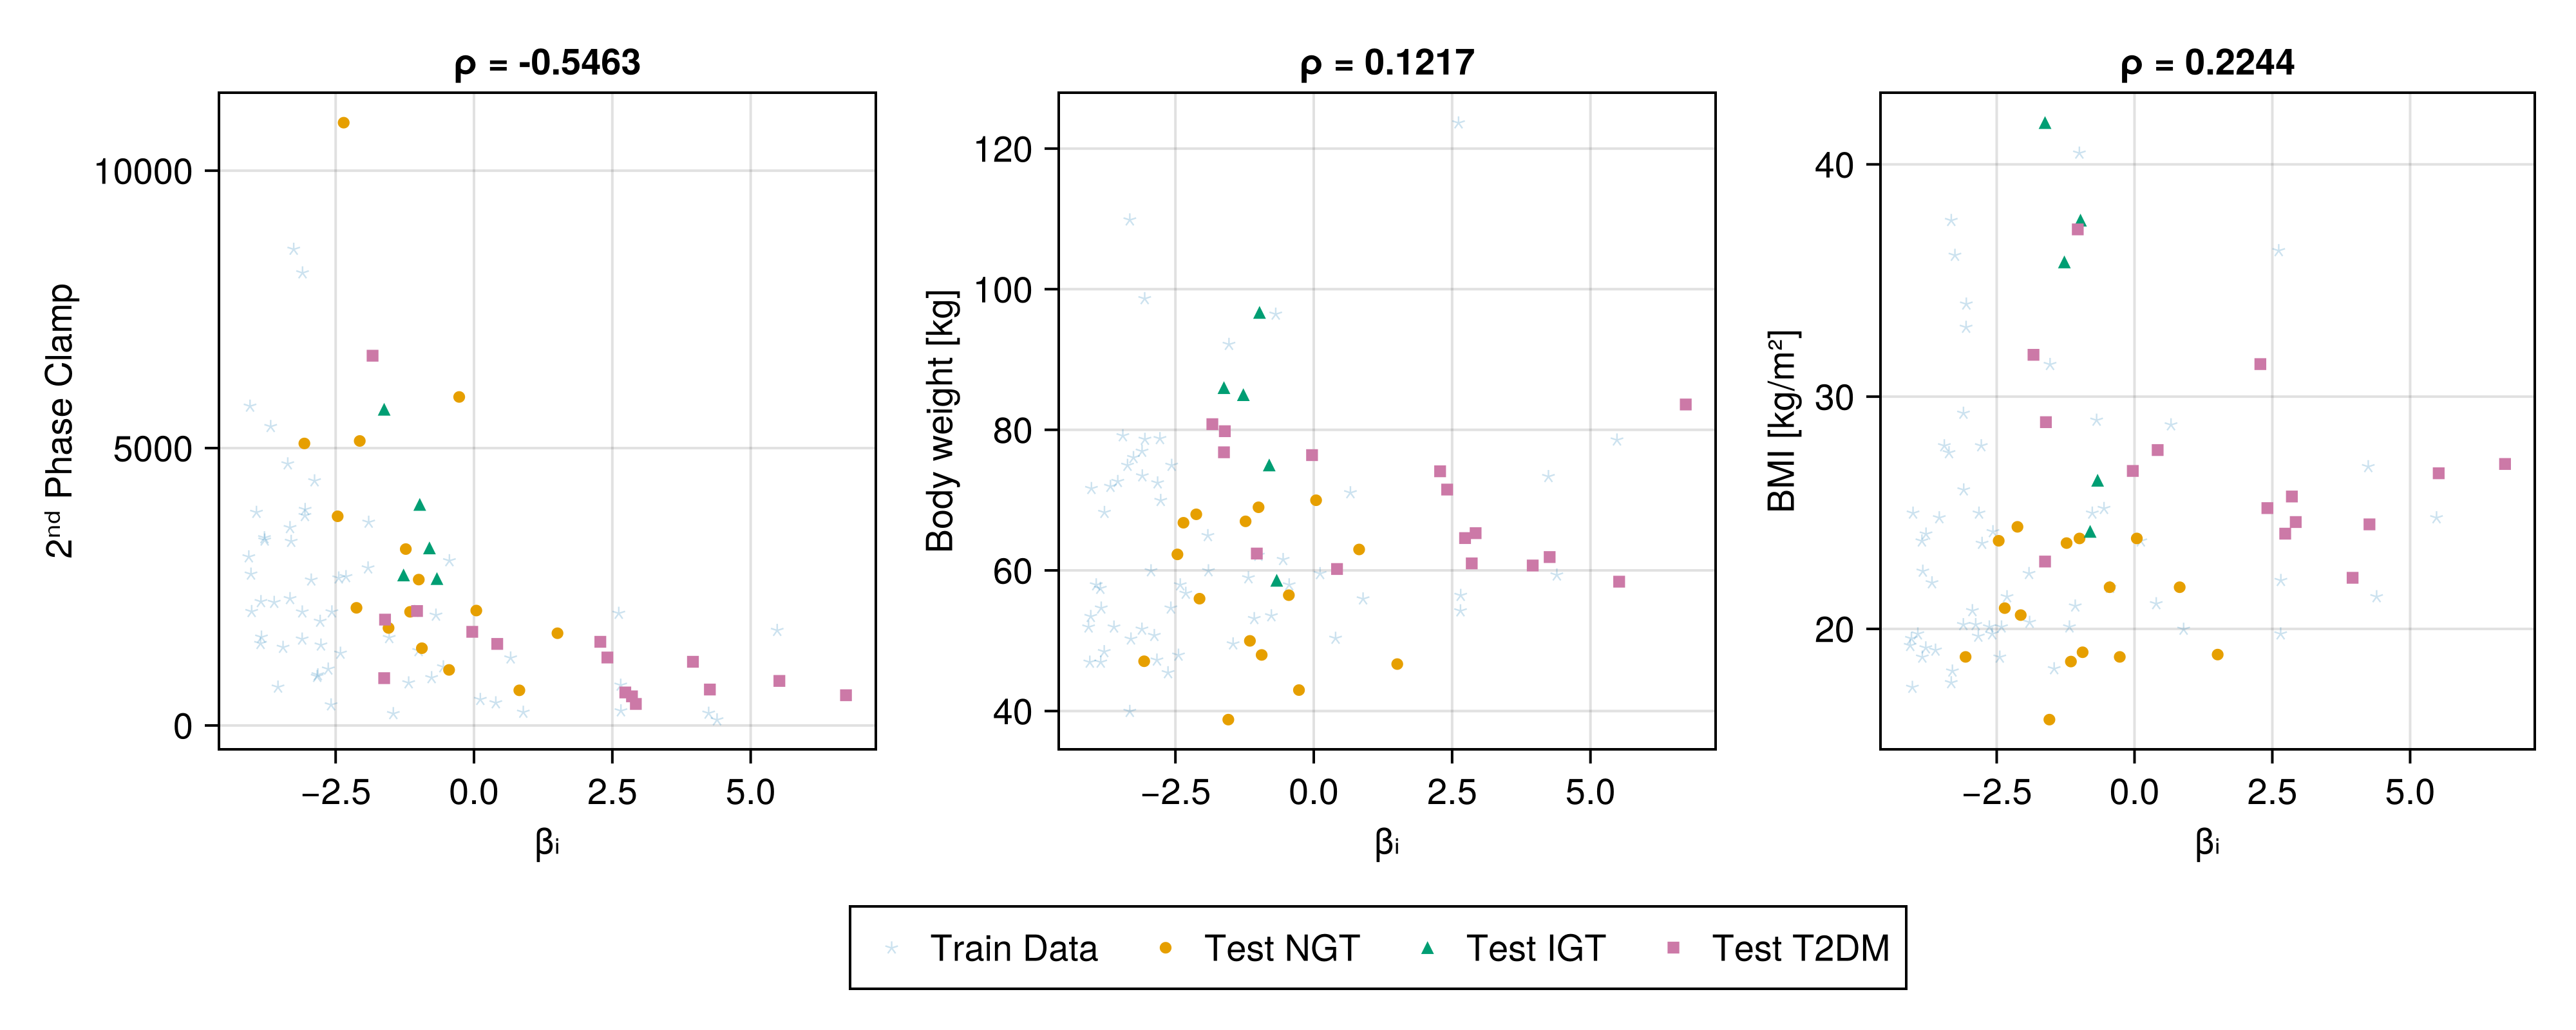 ρ = -0.5463
2ⁿᵈ Phase Clamp
10000
5000
0
−2.5 0.0 2.5 5.0
βᵢ
ρ = 0.1217
Body weight [kg]
120
100
80
60
40
−2.5 0.0 2.5 5.0
βᵢ
ρ = 0.2244
BMI [kg/m²]
40
30
20
−2.5 0.0 2.5 5.0
βᵢ
Train Data Test NGT Test IGT Test T2DM